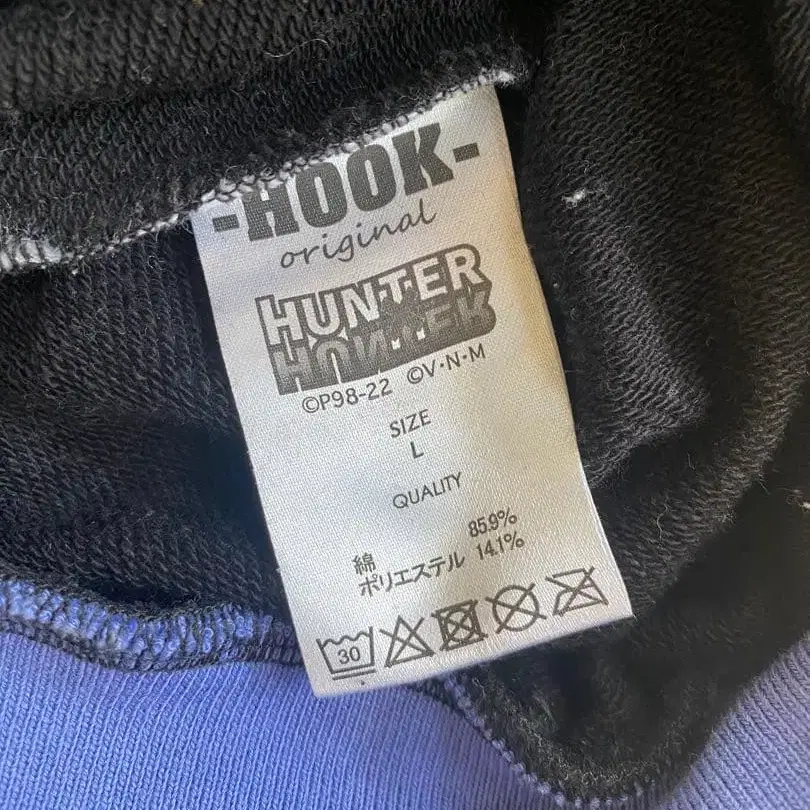 -HOOK-
original
HUNTER
HUNTER
©P98-22 ©V·N·M
SIZE
L
QUALITY
綿 85.9%
ポリエステル 14.1%
30